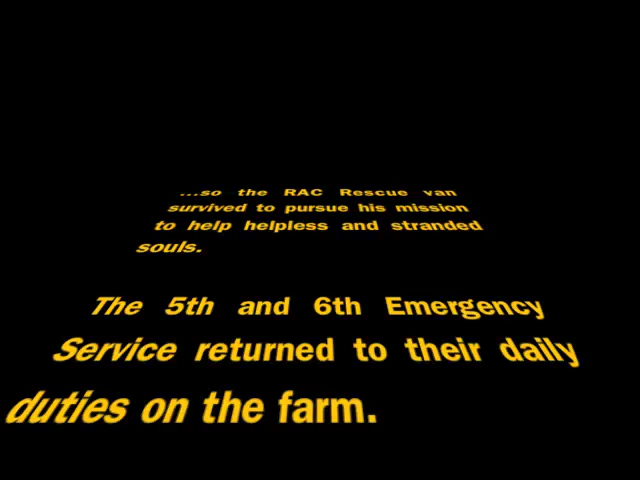 ...so the RAC Rescue van
survived to pursue his mission
to help helpless and stranded
souls.
The 5th and 6th Emergency
Service returned to their daily
duties on the farm.